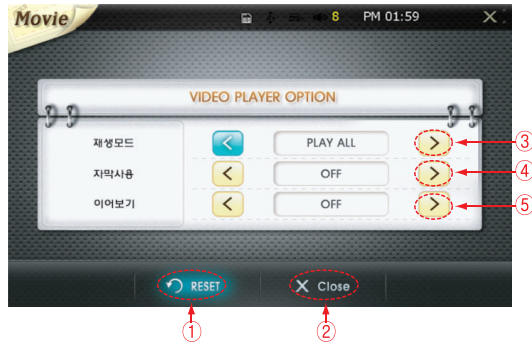 Movie 8 PM 01:59 X
VIDEO PLAYER OPTION
재생모드 < PLAY ALL > ③
자막사용 < OFF > ④
이어보기 < OFF > ⑤
RESET X Close
① ②